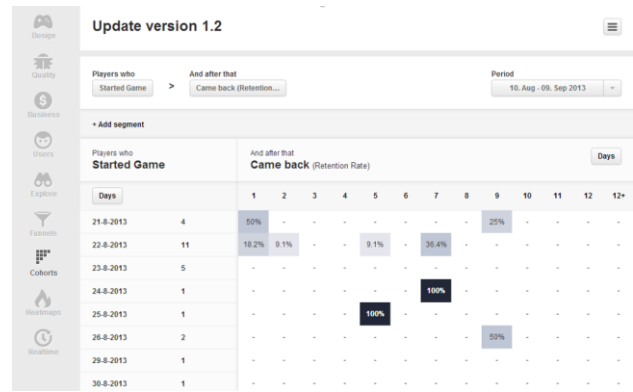 Design
Quality
Business
Users
Explore
Funnels
Cohorts
Heatmaps
Realtime
Update version 1.2
Players who
And after that
Period
Started Game > Came back (Retention... 10. Aug - 09. Sep 2013
+ Add segment
Players who
Started Game
And after that
Came back (Retention Rate)
Days
Days 1 2 3 4 5 6 7 8 9 10 11 12 12+
21-8-2013 4 50% - - - - - - - 25% - - - -
22-8-2013 11 18.2% 9.1% - - 9.1% - 36.4% - - - - - -
23-8-2013 5 - - - - - - - - - - - - -
24-8-2013 1 - - - - - - 100% - - - - - -
25-8-2013 1 - - - - 100% - - - - - - - -
26-8-2013 2 - - - - - - - - 50% - - - -
29-8-2013 1 - - - - - - - - - - - - -
30-8-2013 1 - - - - - - - - - - - - -